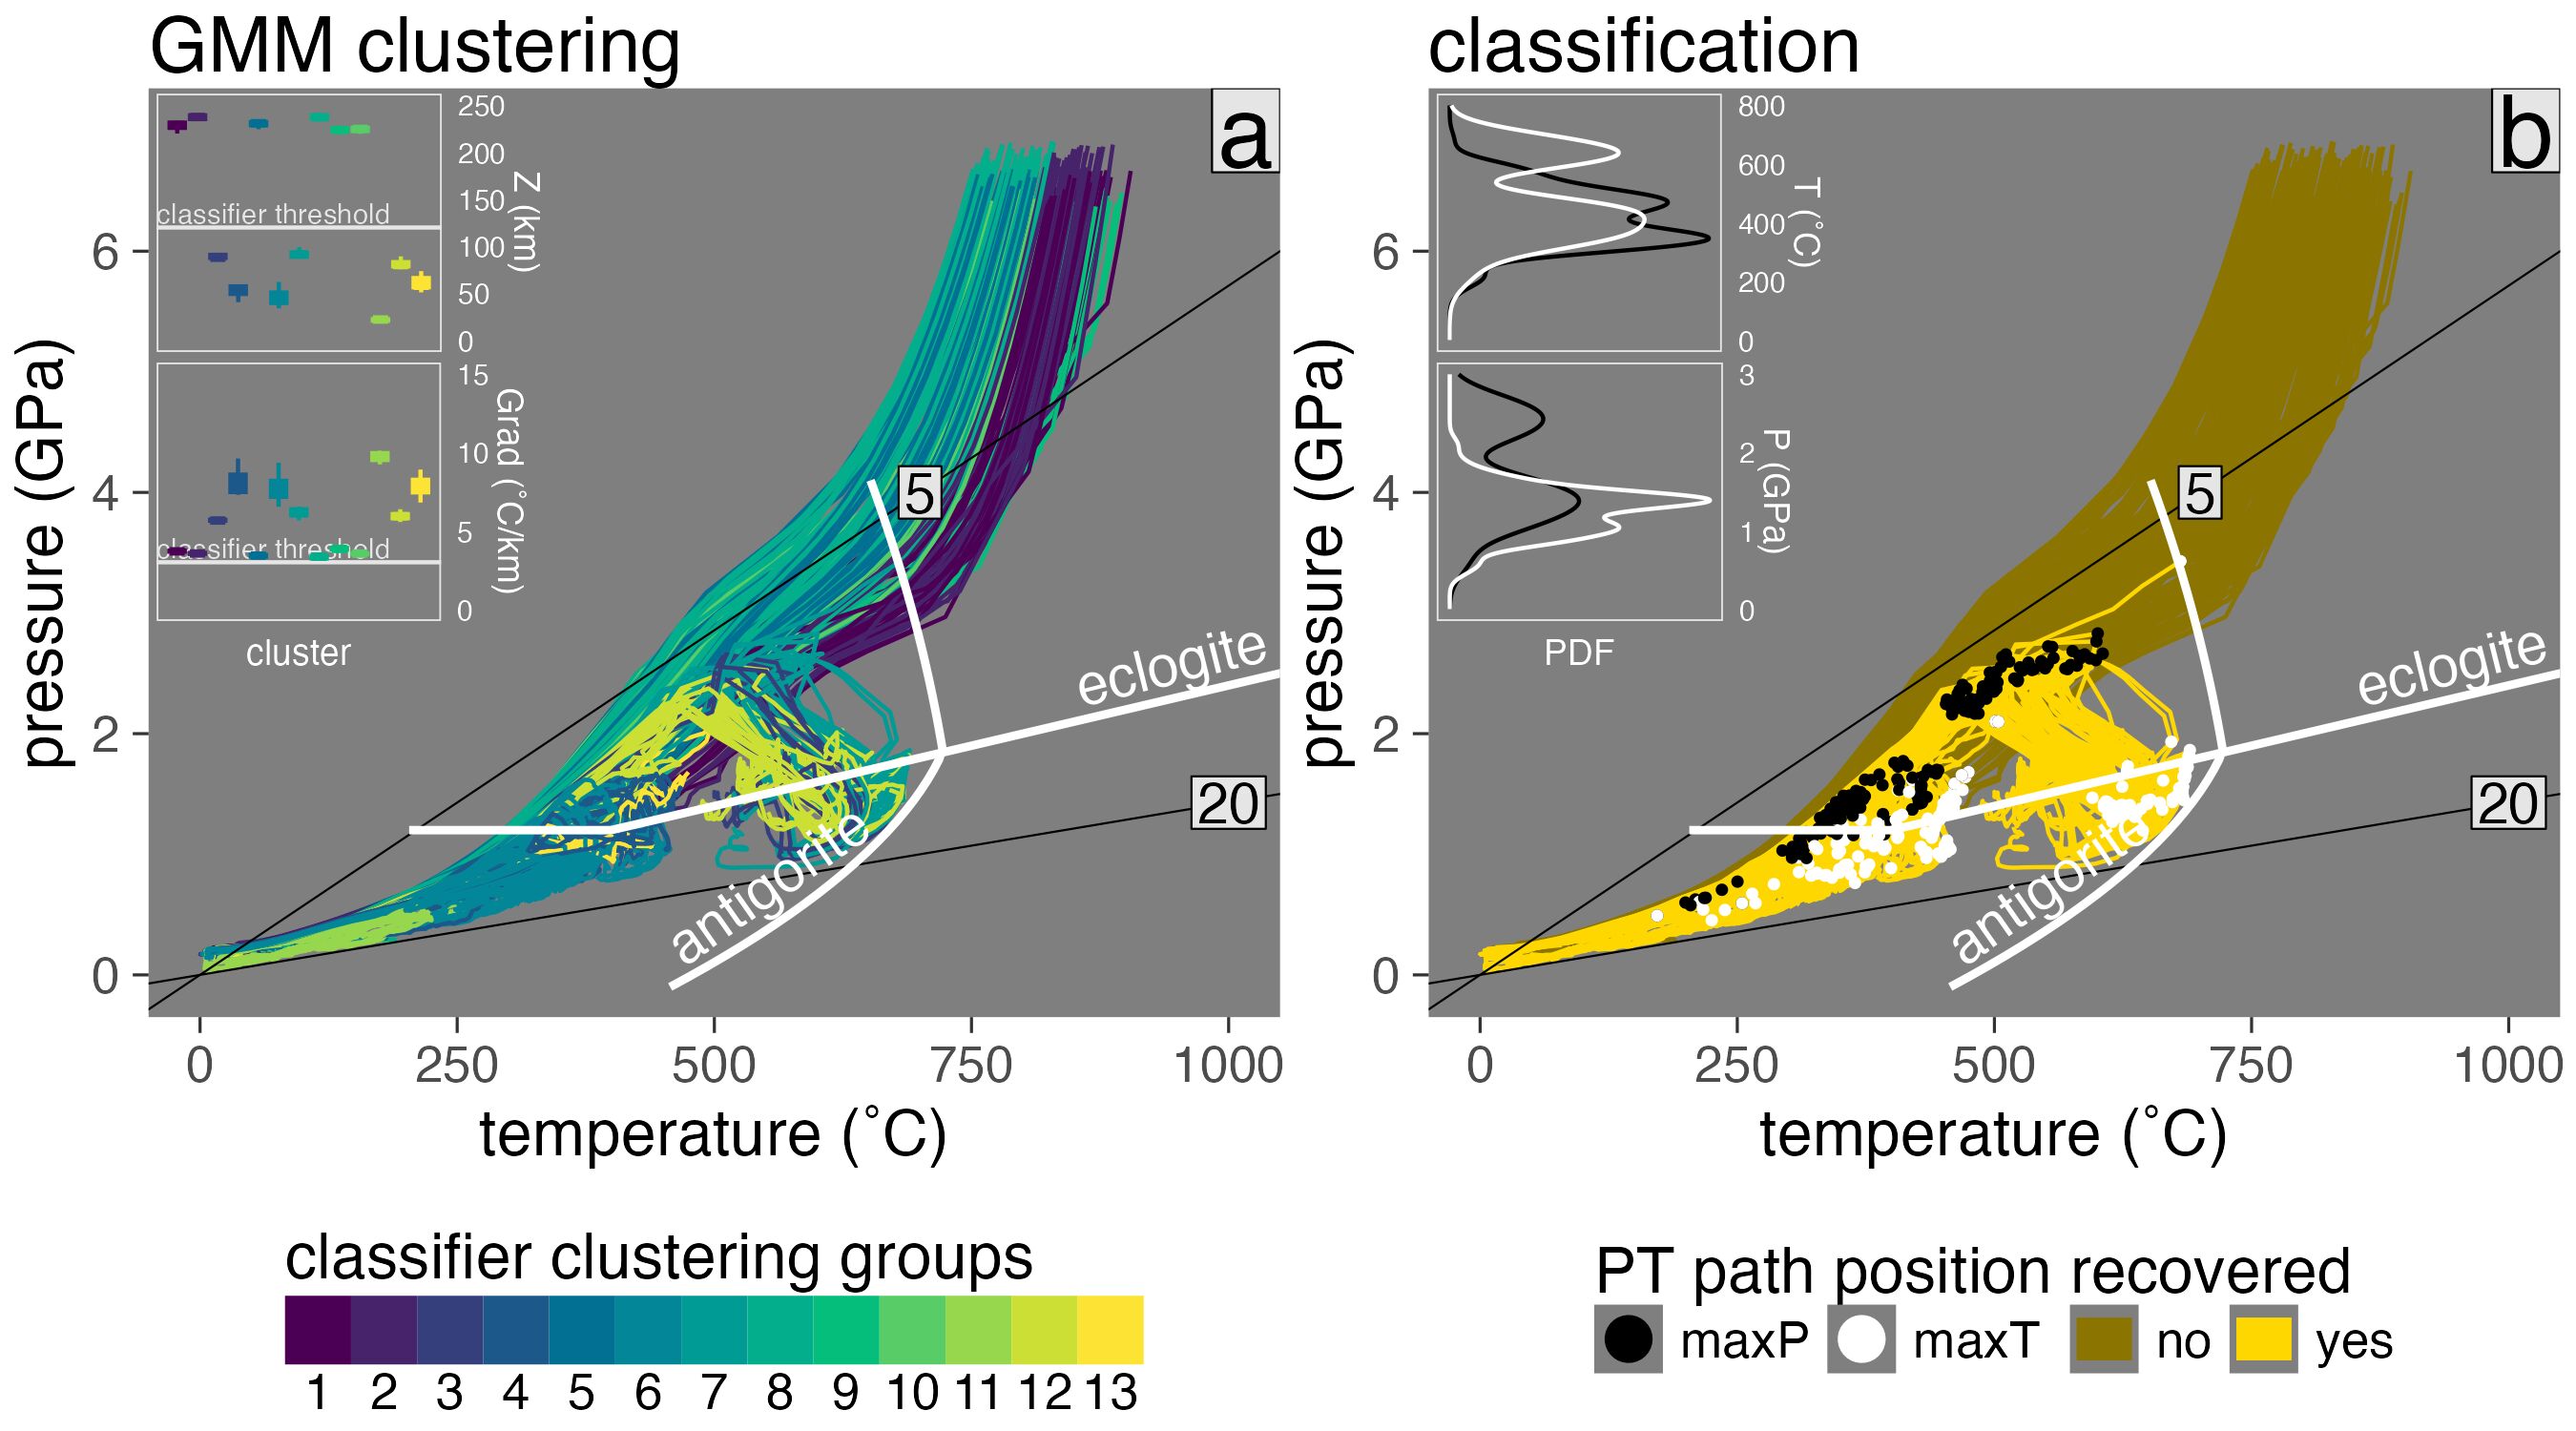 GMM clustering
a
250
200
150
100
50
0
Z (km)
classifier threshold
15
10
5
0
Grad (˚C/km)
classifier threshold
cluster
5
20
eclogite
antigorite
pressure (GPa)
6
4
2
0
0 250 500 750 1000
temperature (˚C)
classification
b
800
600
400
200
0
T (˚C)
3
2
1
0
P (GPa)
PDF
5
20
eclogite
antigorite
pressure (GPa)
6
4
2
0
0 250 500 750 1000
temperature (˚C)
classifier clustering groups
1 2 3 4 5 6 7 8 9 10 11 12 13
PT path position recovered
maxP maxT no yes